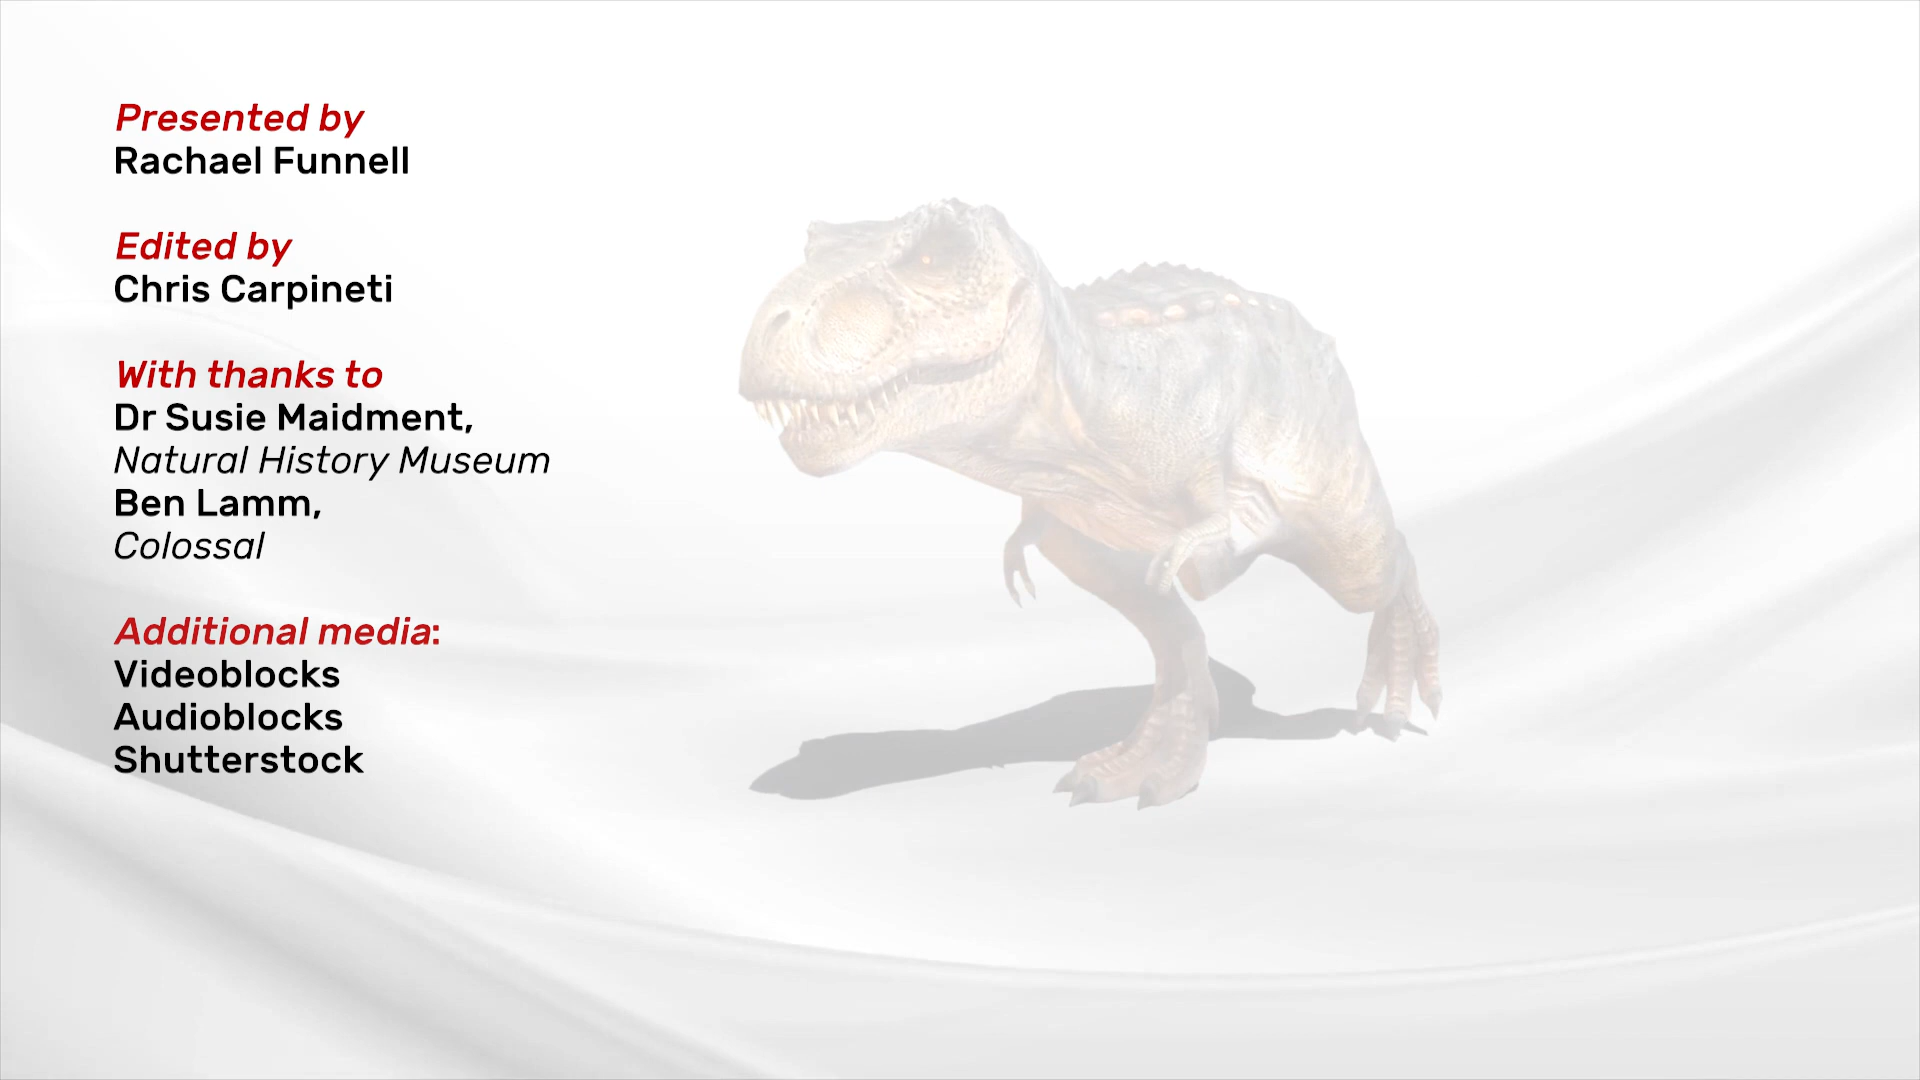 Presented by
Rachael Funnell
Edited by
Chris Carpineti
With thanks to
Dr Susie Maidment,
Natural History Museum
Ben Lamm,
Colossal
Additional media:
Videoblocks
Audioblocks
Shutterstock